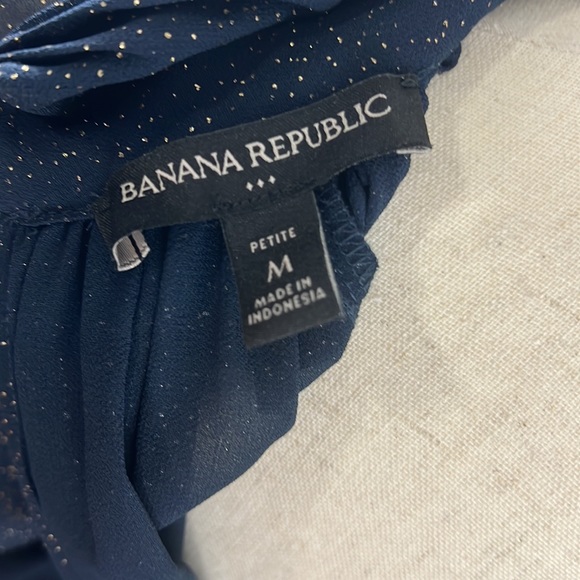 BANANA REPUBLIC
PETITE
M
MADE IN
INDONESIA